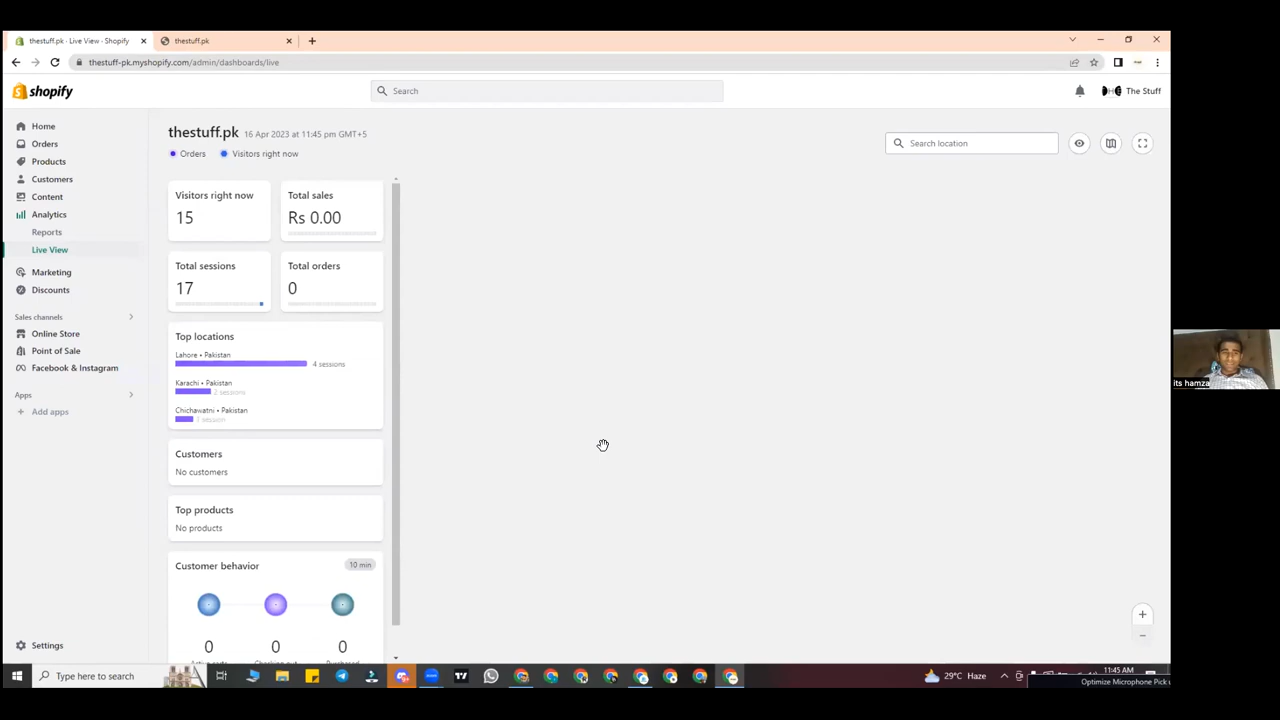 thestuff.pk - Live View - Shopify
thestuff.pk
thestuff-pk.myshopify.com/admin/dashboards/live
shopify
Search
The Stuff
Home
Orders
Products
Customers
Content
Analytics
Reports
Live View
Marketing
Discounts
Sales channels
Online Store
Point of Sale
Facebook & Instagram
Apps
Add apps
Settings
thestuff.pk 16 Apr 2023 at 11:45 pm GMT+5
Orders Visitors right now
Search location
Visitors right now
15
Total sales
Rs 0.00
Total sessions
17
Total orders
0
Top locations
Lahore • Pakistan
4 sessions
Karachi • Pakistan
2 sessions
Chichawatni • Pakistan
1 session
Customers
No customers
Top products
No products
Customer behavior 10 min
0 0 0
its hamza
Type here to search
29°C Haze
11:45 AM
Optimize Microphone Pick